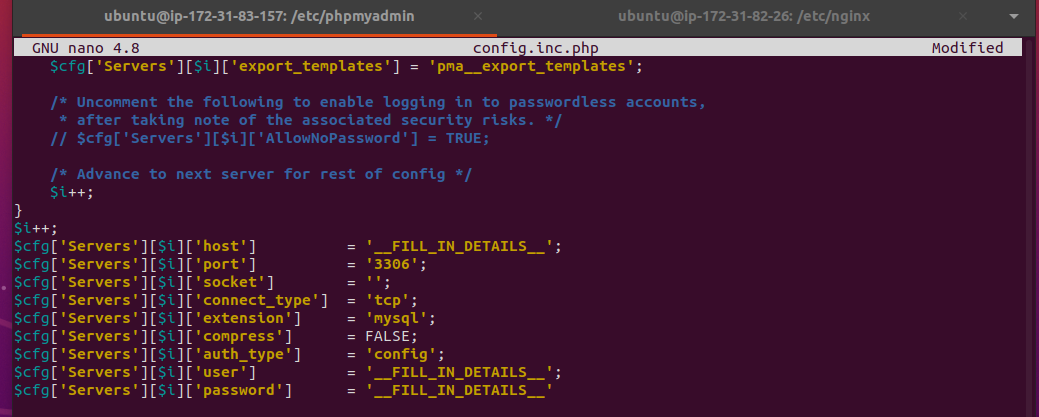 ubuntu@ip-172-31-83-157: /etc/phpmyadmin × ubuntu@ip-172-31-82-26: /etc/nginx ×
GNU nano 4.8 config.inc.php Modified
$cfg['Servers'][$i]['export_templates'] = 'pma__export_templates';
/* Uncomment the following to enable logging in to passwordless accounts,
* after taking note of the associated security risks. */
// $cfg['Servers'][$i]['AllowNoPassword'] = TRUE;
/* Advance to next server for rest of config */
$i++;
}
$i++;
$cfg['Servers'][$i]['host'] = '__FILL_IN_DETAILS__';
$cfg['Servers'][$i]['port'] = '3306';
$cfg['Servers'][$i]['socket'] = '';
$cfg['Servers'][$i]['connect_type'] = 'tcp';
$cfg['Servers'][$i]['extension'] = 'mysql';
$cfg['Servers'][$i]['compress'] = FALSE;
$cfg['Servers'][$i]['auth_type'] = 'config';
$cfg['Servers'][$i]['user'] = '__FILL_IN_DETAILS__';
$cfg['Servers'][$i]['password'] = '__FILL_IN_DETAILS__'